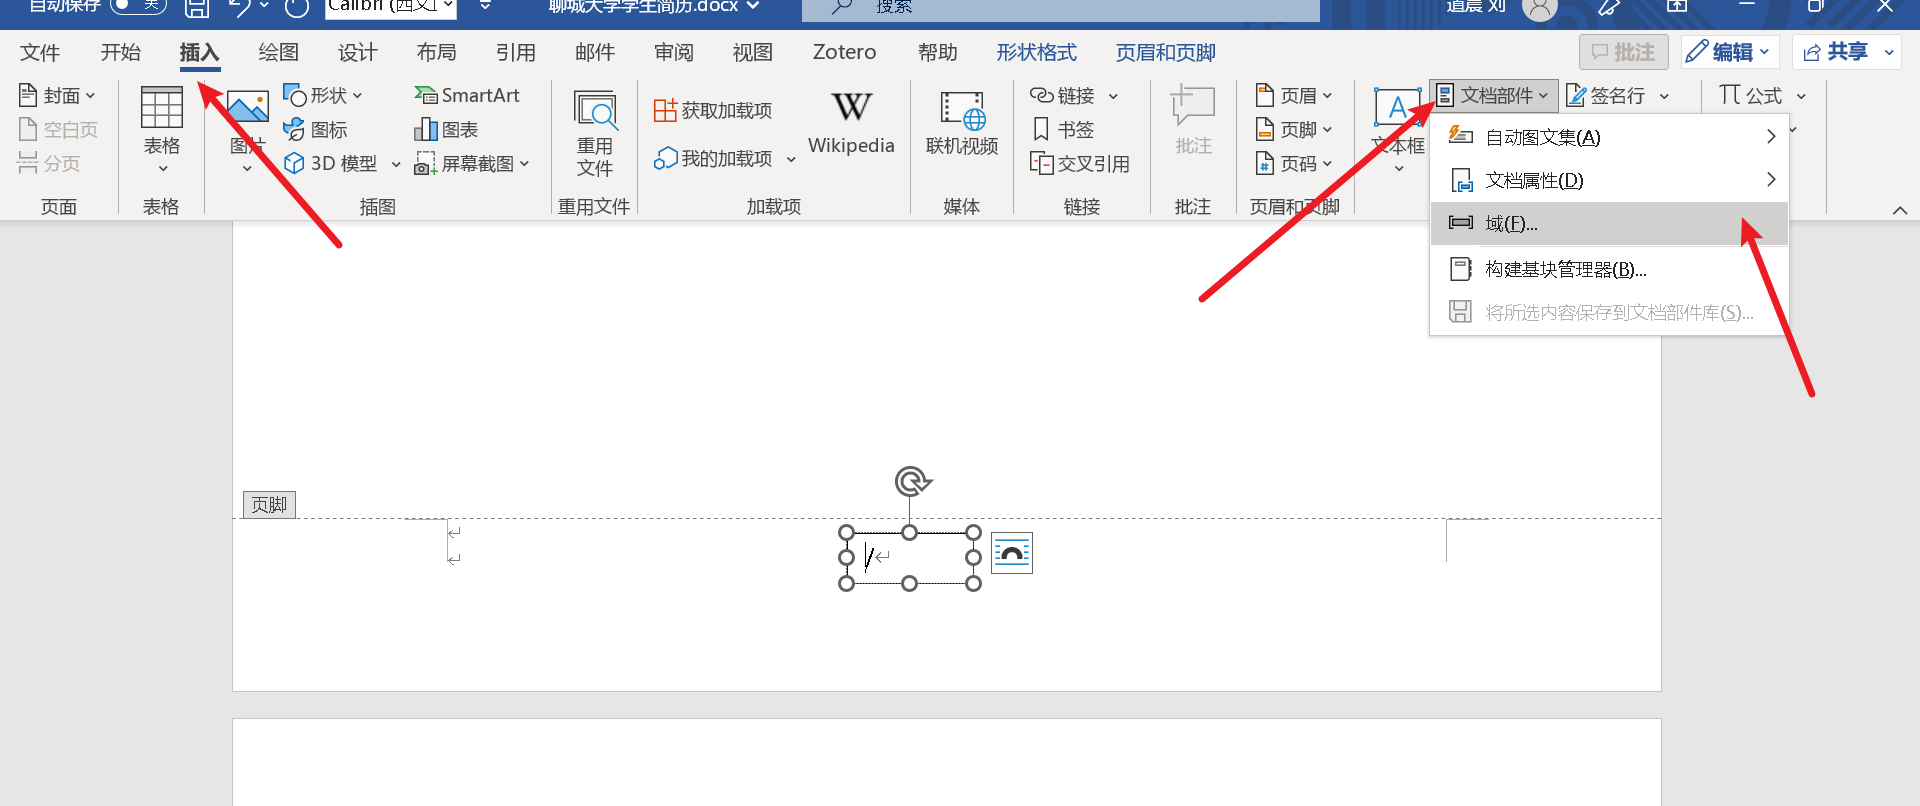 自动保存 关 Calibri (西文正 聊城大学学生简历.docx 搜索 道晨 刘
文件 开始 插入 绘图 设计 布局 引用 邮件 审阅 视图 Zotero 帮助 形状格式 页眉和页脚 批注 编辑 共享
封面
空白页
分页
页面
表格
表格
图片
形状
图标
3D 模型
SmartArt
图表
屏幕截图
插图
重用
文件
重用文件
获取加载项
我的加载项
Wikipedia
加载项
联机视频
媒体
链接
书签
交叉引用
链接
批注
批注
页眉
页脚
页码
页眉和页脚
文本框
文档部件
签名行
公式
自动图文集(A)
文档属性(D)
域(F)...
构建基块管理器(B)...
将所选内容保存到文档部件库(S)...
页脚
/